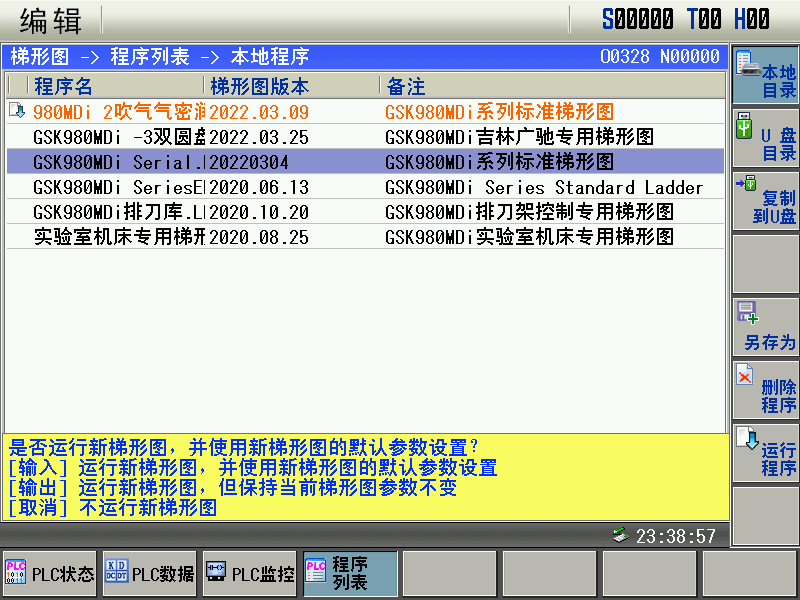 编辑
S00000 T00 H00
梯形图 -> 程序列表 -> 本地程序 O0328 N00000
程序名 梯形图版本 备注
980MDi 2吹气气密 2022.03.09 GSK980MDi系列标准梯形图
GSK980MDi -3双圆盘 2022.03.25 GSK980MDi吉林广驰专用梯形图
GSK980MDi Serial. 20220304 GSK980MDi系列标准梯形图
GSK980MDi SeriesE 2020.06.13 GSK980MDi Series Standard Ladder
GSK980MDi排刀库.L 2020.10.20 GSK980MDi排刀架控制专用梯形图
实验室机床专用梯形 2020.08.25 GSK980MDi实验室机床专用梯形图
是否运行新梯形图，并使用新梯形图的默认参数设置？
[输入] 运行新梯形图，并使用新梯形图的默认参数设置
[输出] 运行新梯形图，但保持当前梯形图参数不变
[取消] 不运行新梯形图
23:38:57
本地
目录
U 盘
目录
复制
到U盘
另存为
删除
程序
运行
程序
PLC状态
PLC数据
PLC监控
程序
列表